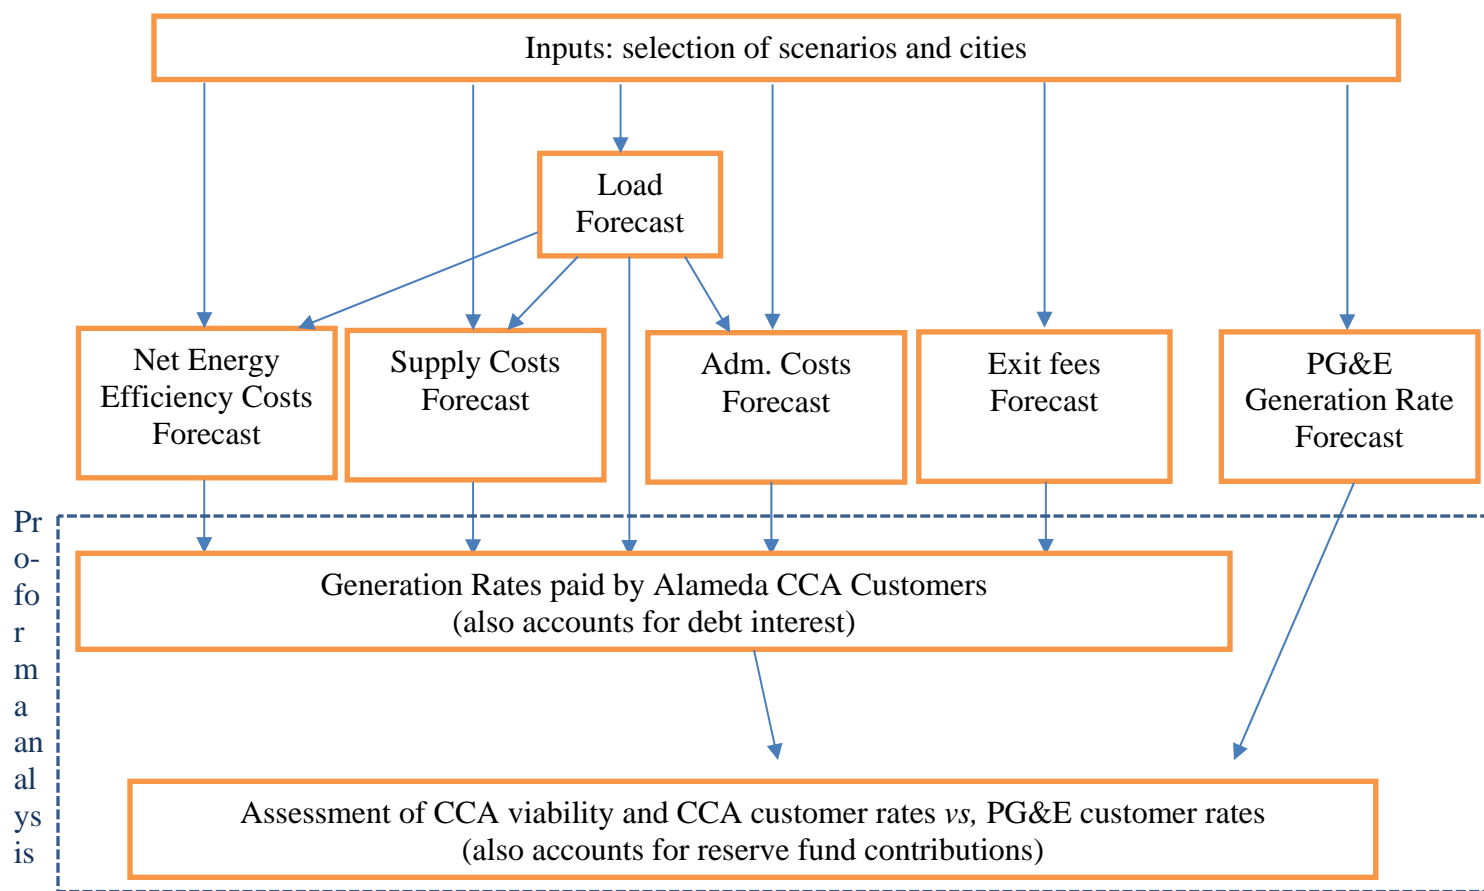 Inputs: selection of scenarios and cities
Load
Forecast
Net Energy
Efficiency Costs
Forecast
Supply Costs
Forecast
Adm. Costs
Forecast
Exit fees
Forecast
PG&E
Generation Rate
Forecast
Pr
o-
fo
r
m
a
an
al
ys
is
Generation Rates paid by Alameda CCA Customers
(also accounts for debt interest)
Assessment of CCA viability and CCA customer rates vs, PG&E customer rates
(also accounts for reserve fund contributions)